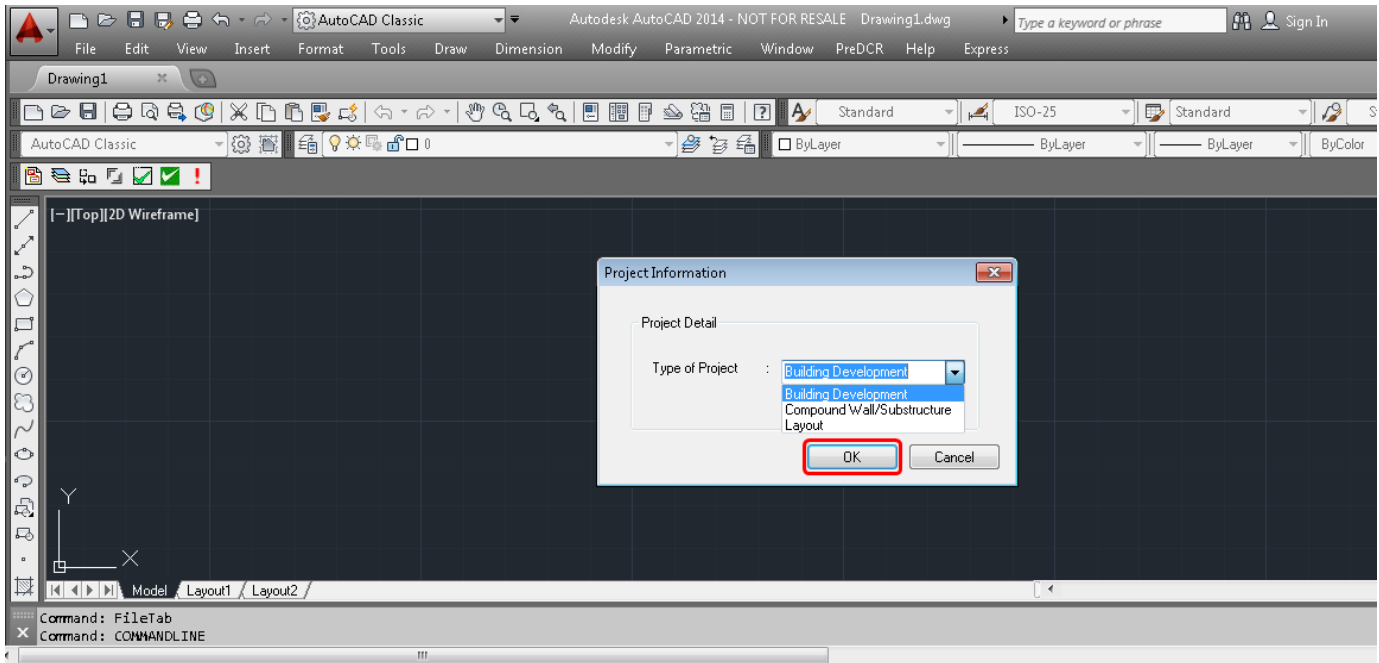 AutoCAD Classic Autodesk AutoCAD 2014 - NOT FOR RESALE Drawing1.dwg Type a keyword or phrase Sign In
File Edit View Insert Format Tools Draw Dimension Modify Parametric Window PreDCR Help Express
Drawing1
Standard ISO-25 Standard S
AutoCAD Classic 0 ByLayer ByLayer ByLayer ByColor
[−][Top][2D Wireframe]
Project Information
Project Detail
Type of Project : Building Development
Building Development
Compound Wall/Substructure
Layout
OK Cancel
Y
X
Model Layout1 Layout2
Command: FileTab
Command: COMMANDLINE